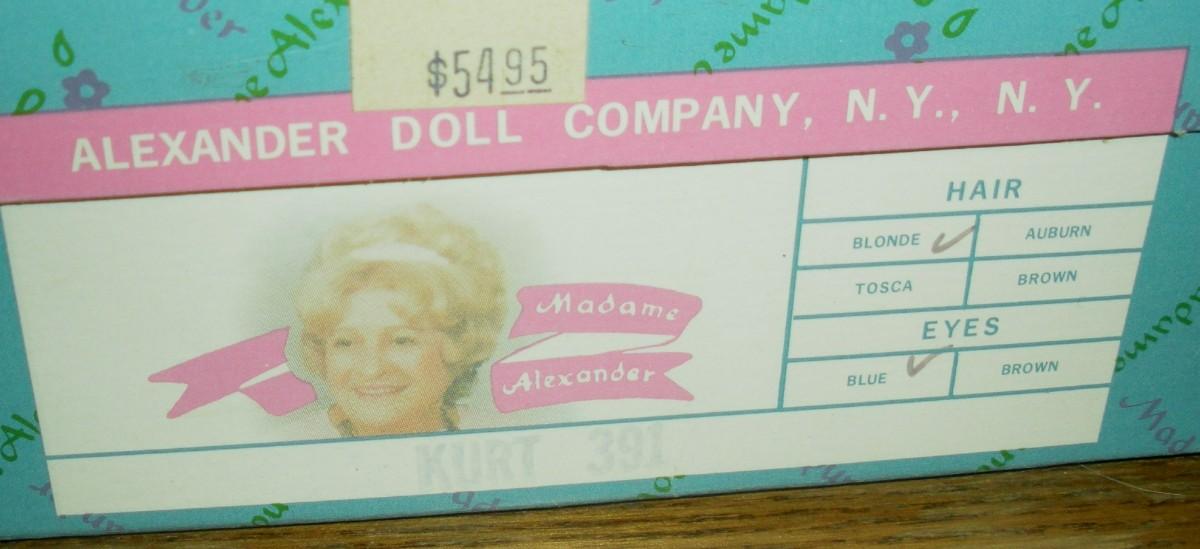 $54.95
ALEXANDER DOLL COMPANY, N. Y., N. Y.
Madame
Alexander
HAIR
BLONDE ✓ AUBURN
TOSCA BROWN
EYES
BLUE ✓ BROWN
KURT 391